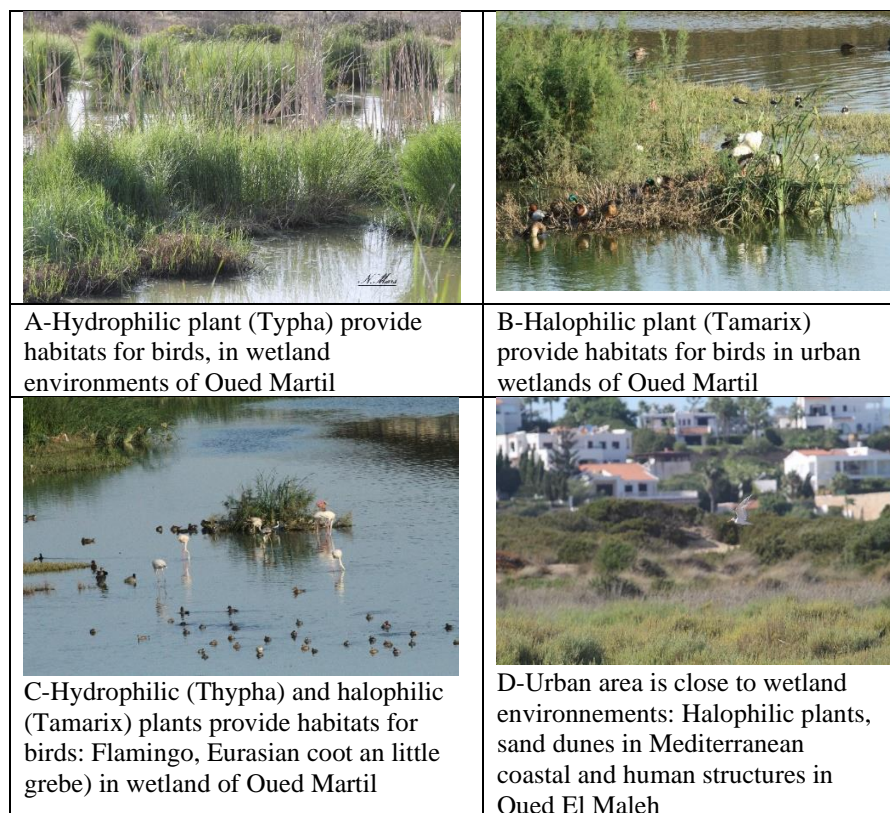 N. Mars
A-Hydrophilic plant (Typha) provide
habitats for birds, in wetland
environments of Oued Martil
B-Halophilic plant (Tamarix)
provide habitats for birds in urban
wetlands of Oued Martil
C-Hydrophilic (Thypha) and halophilic
(Tamarix) plants provide habitats for
birds: Flamingo, Eurasian coot an little
grebe) in wetland of Oued Martil
D-Urban area is close to wetland
environnements: Halophilic plants,
sand dunes in Mediterranean
coastal and human structures in
Oued El Maleh